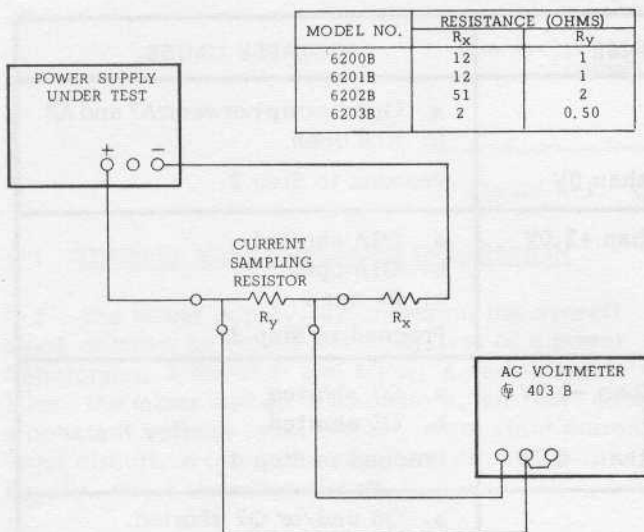 RESISTANCE (OHMS)
MODEL NO. Rx Ry
6200B 12 1
6201B 12 1
6202B 51 2
6203B 2 0.50
POWER SUPPLY
UNDER TEST
+ −
CURRENT
SAMPLING
RESISTOR
Ry Rx
AC VOLTMETER
hp 403 B